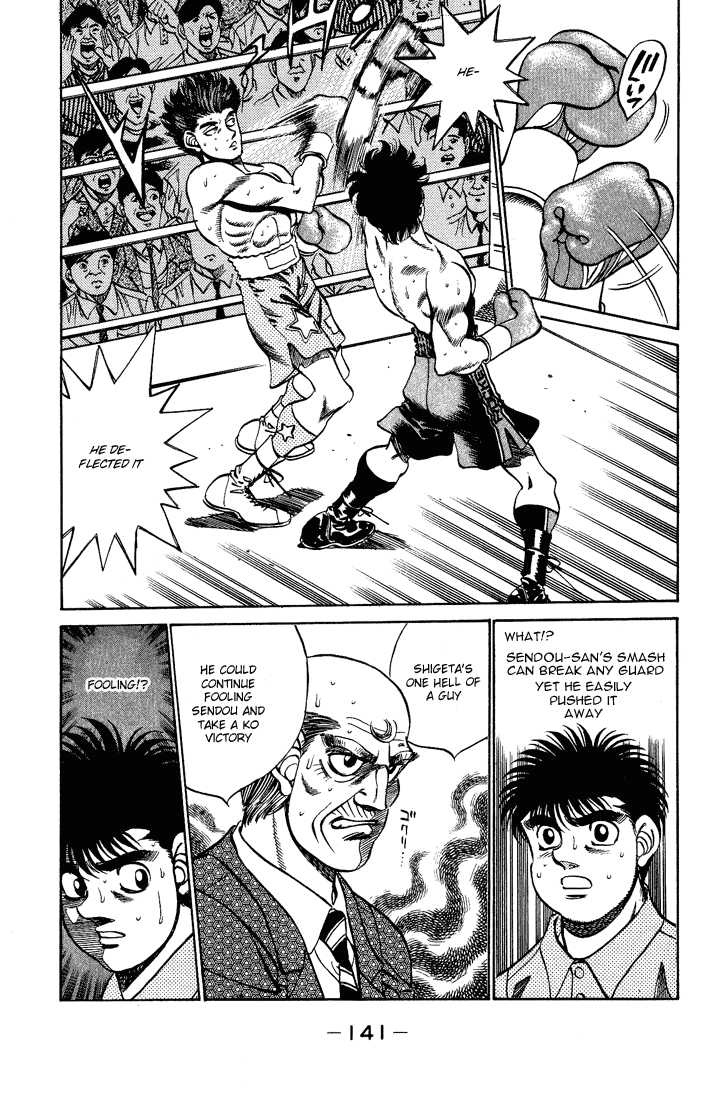 HE-
HE DE-
FLECTED IT
WHAT!?
SENDOU-SAN'S SMASH
CAN BREAK ANY GUARD
YET HE EASILY
PUSHED IT
AWAY
SHIGETA'S
ONE HELL OF
A GUY
HE COULD
CONTINUE
FOOLING
SENDOU AND
TAKE A KO
VICTORY
FOOLING!?
-141-